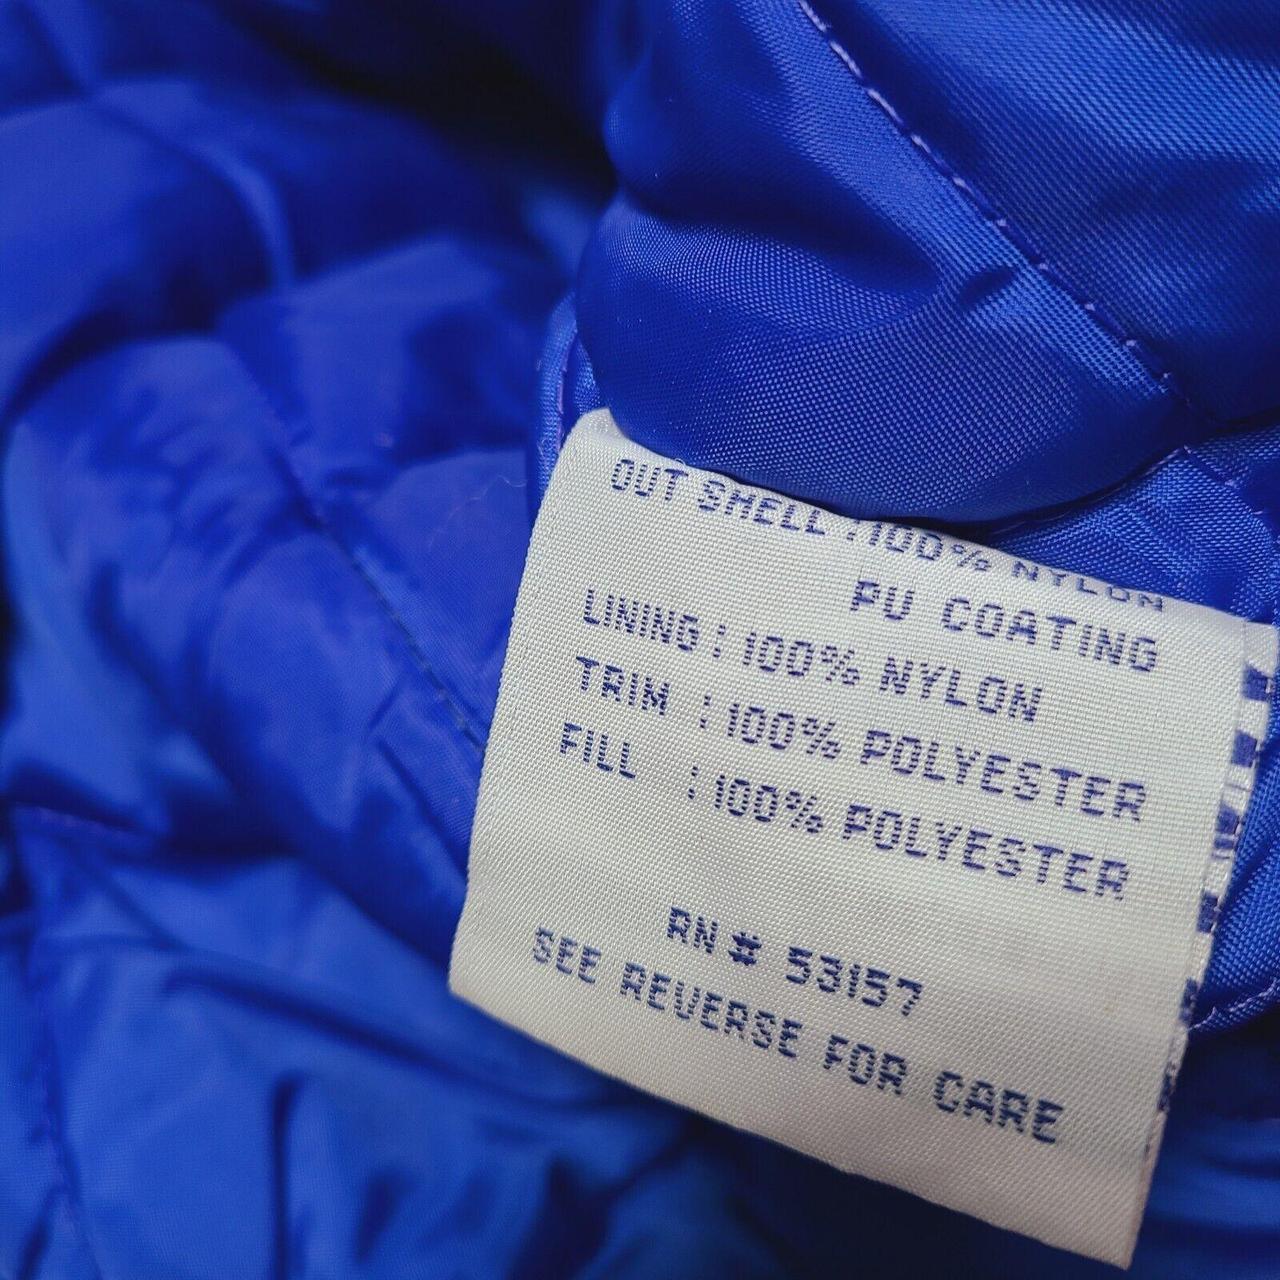 OUT SHELL :100% NYLON
PU COATING
LINING : 100% NYLON
TRIM : 100% POLYESTER
FILL : 100% POLYESTER
RN # 53157
SEE REVERSE FOR CARE